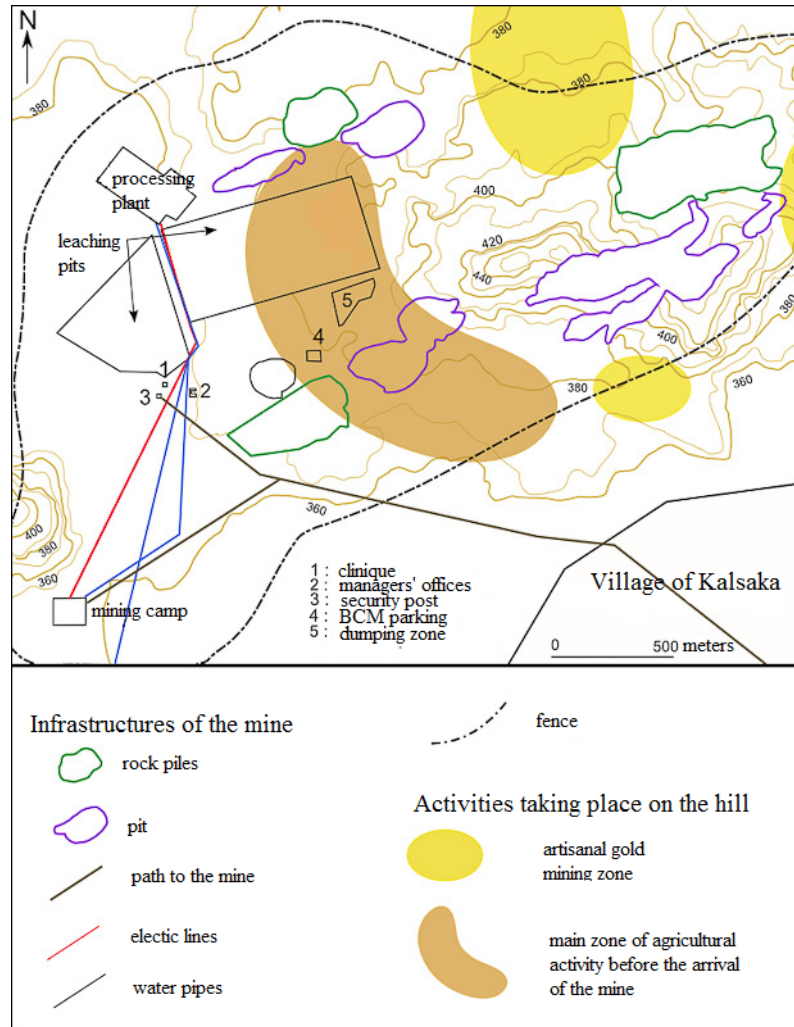 N
380
380
380
380
processing
plant
400
leaching
pits
420
440
5
4
380
400
1
2
3
380
360
360
400
380
360
mining camp
1 : clinique
2 : managers' offices
3 : security post
4 : BCM parking
5 : dumping zone
Village of Kalsaka
0 500 meters
Infrastructures of the mine
rock piles
pit
path to the mine
electic lines
water pipes
fence
Activities taking place on the hill
artisanal gold
mining zone
main zone of agricultural
activity before the arrival
of the mine